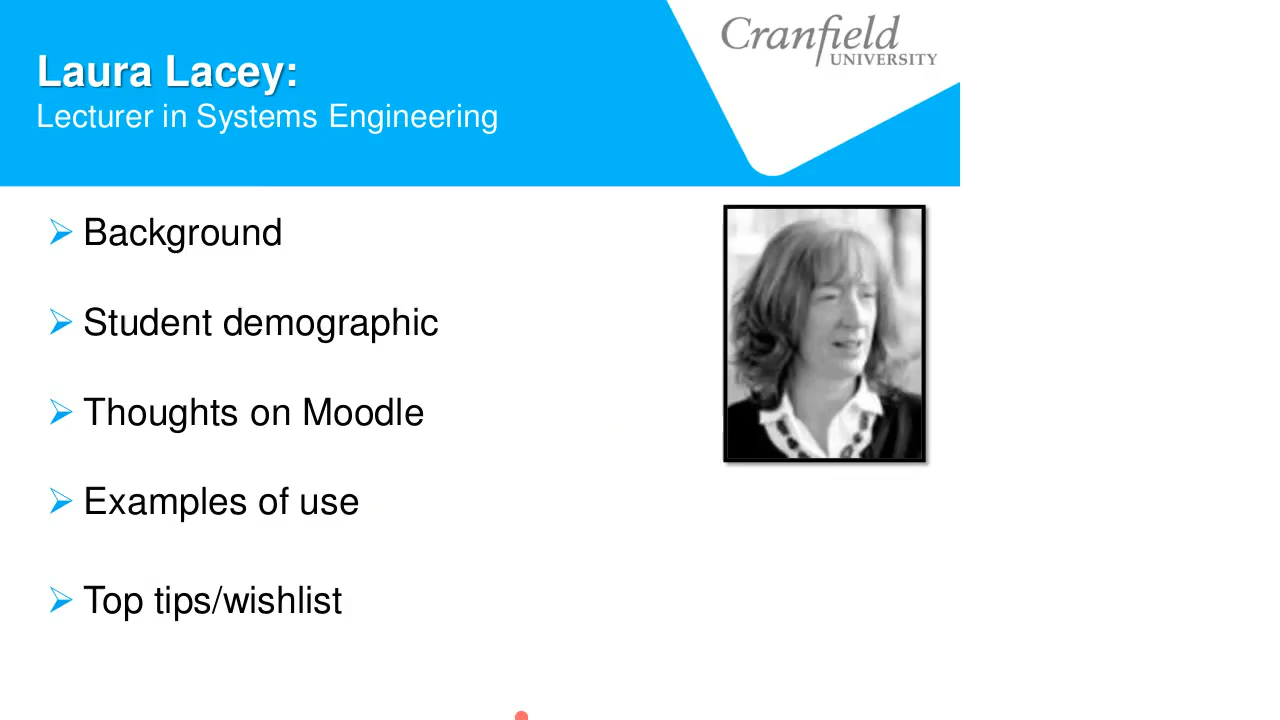 Cranfield
UNIVERSITY
Laura Lacey:
Lecturer in Systems Engineering
Background
Student demographic
Thoughts on Moodle
Examples of use
Top tips/wishlist